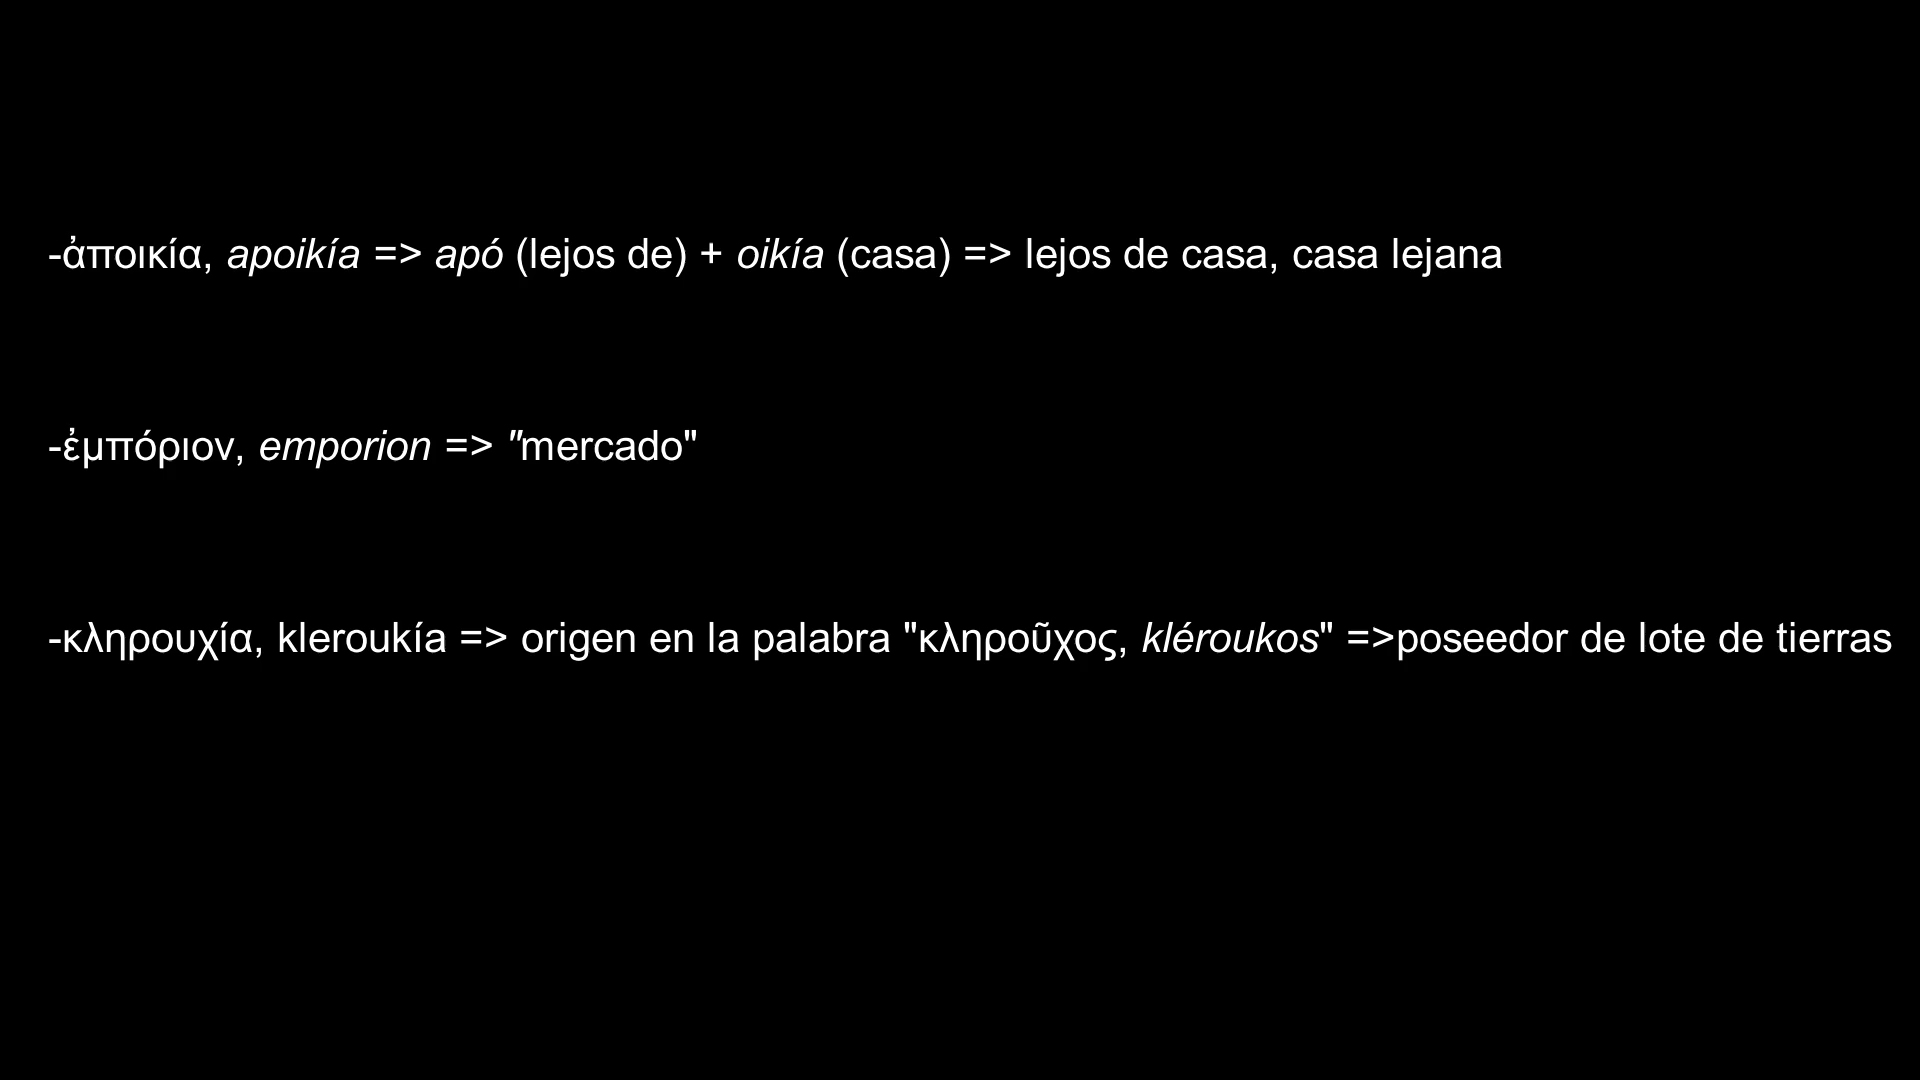 -ἀποικία, apoikía => apó (lejos de) + oikía (casa) => lejos de casa, casa lejana
-ἐμπόριον, emporion => "mercado"
-κληρουχία, kleroukía => origen en la palabra "κληροῦχος, kléroukos" =>poseedor de lote de tierras